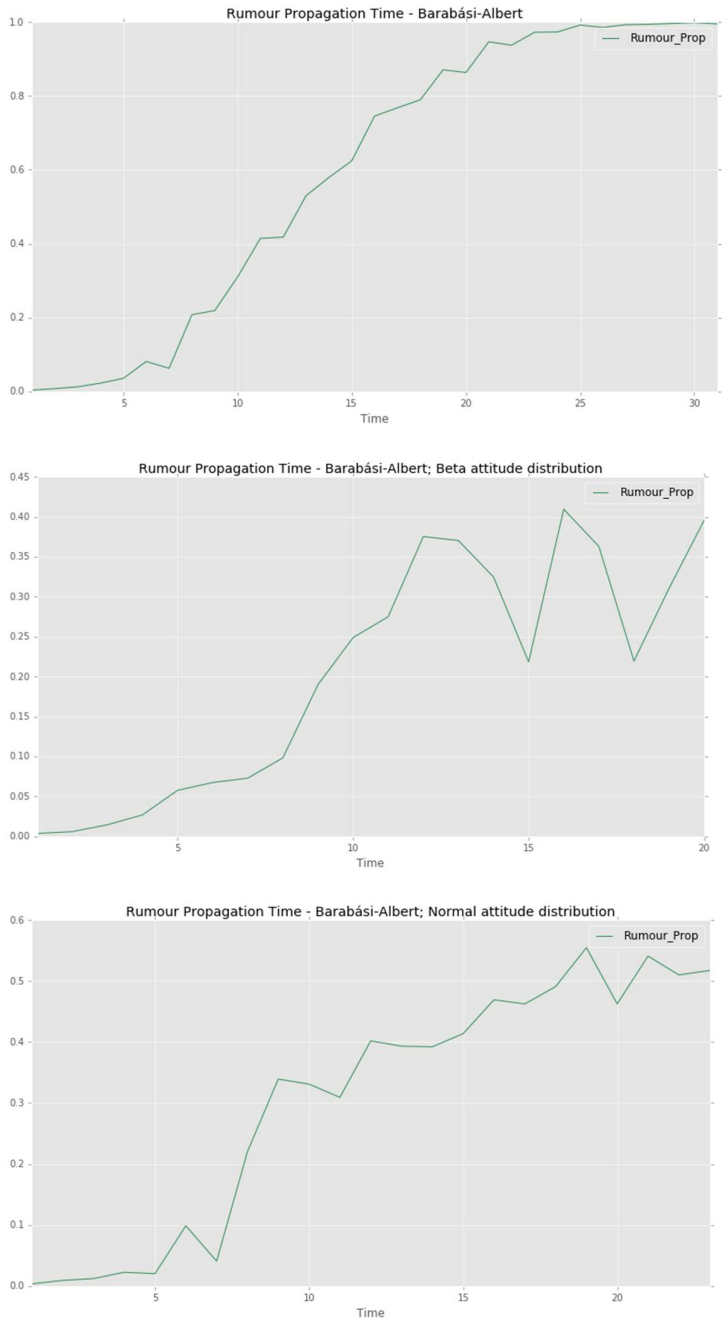 Rumour Propagation Time - Barabási-Albert
1.0
Rumour_Prop
0.8
0.6
0.4
0.2
0.0
5 10 15 20 25 30
Time
Rumour Propagation Time - Barabási-Albert; Beta attitude distribution
0.45
Rumour_Prop
0.40
0.35
0.30
0.25
0.20
0.15
0.10
0.05
0.00
5 10 15 20
Time
Rumour Propagation Time - Barabási-Albert; Normal attitude distribution
0.6
Rumour_Prop
0.5
0.4
0.3
0.2
0.1
0.0
5 10 15 20
Time